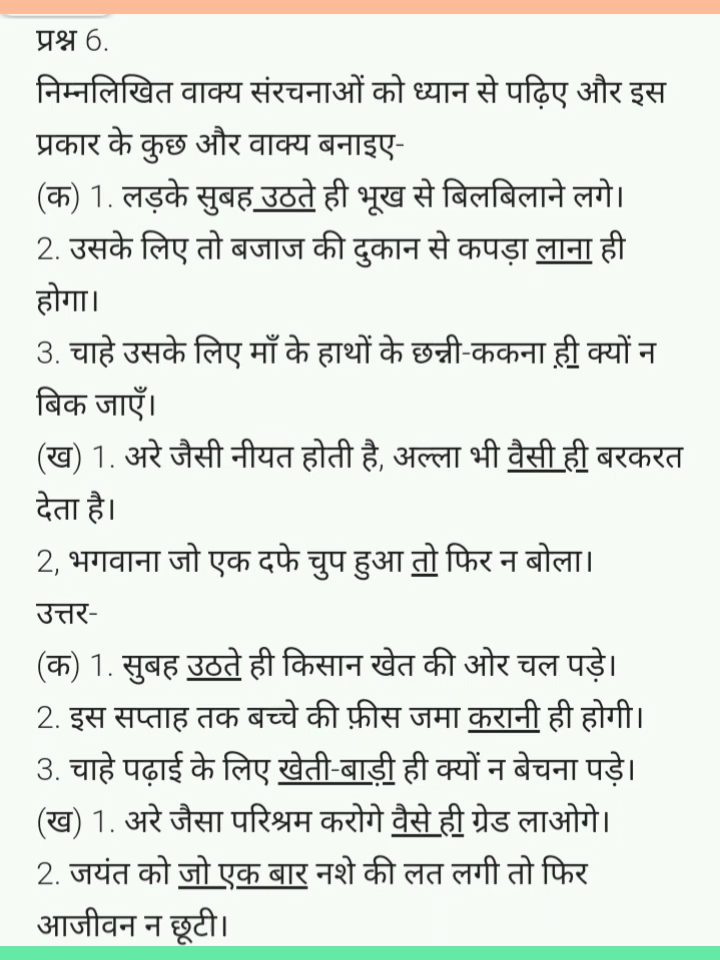 प्रश्न 6.
निम्नलिखित वाक्य संरचनाओं को ध्यान से पढ़िए और इस
प्रकार के कुछ और वाक्य बनाइए-
(क) 1. लड़के सुबह उठते ही भूख से बिलबिलाने लगे।
2. उसके लिए तो बजाज की दुकान से कपड़ा लाना ही
होगा।
3. चाहे उसके लिए माँ के हाथों के छन्नी-ककना ही क्यों न
बिक जाएँ।
(ख) 1. अरे जैसी नीयत होती है, अल्ला भी वैसी ही बरकरत
देता है।
2, भगवाना जो एक दफे चुप हुआ तो फिर न बोला।
उत्तर-
(क) 1. सुबह उठते ही किसान खेत की ओर चल पड़े।
2. इस सप्ताह तक बच्चे की फ़ीस जमा करानी ही होगी।
3. चाहे पढ़ाई के लिए खेती-बाड़ी ही क्यों न बेचना पड़े।
(ख) 1. अरे जैसा परिश्रम करोगे वैसे ही ग्रेड लाओगे।
2. जयंत को जो एक बार नशे की लत लगी तो फिर
आजीवन न छूटी।